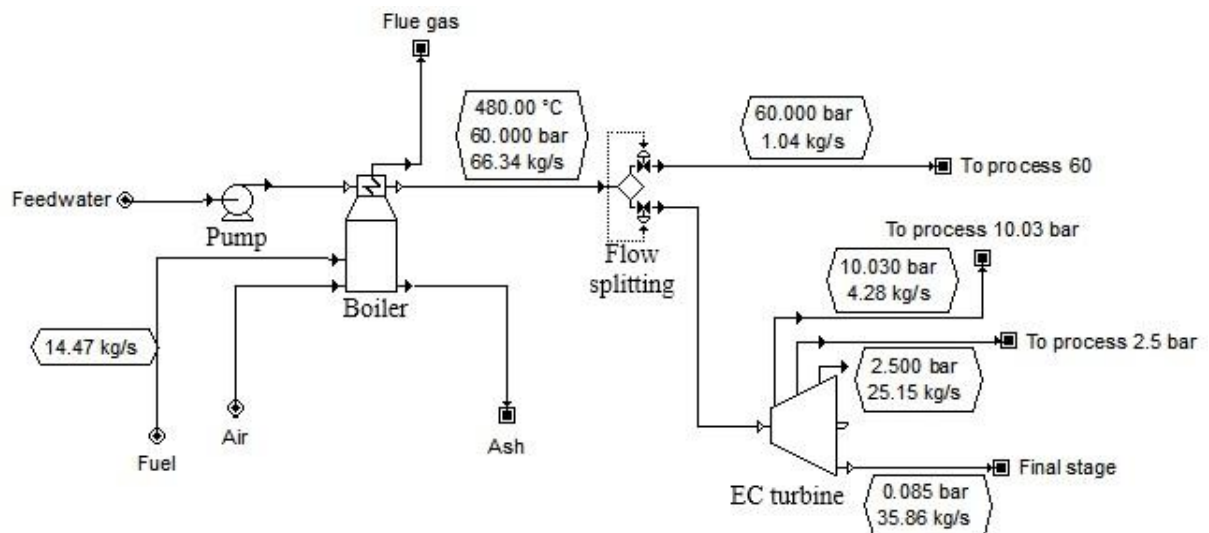 Flue gas
480.00 °C
60.000 bar
66.34 kg/s
60.000 bar
1.04 kg/s
To process 60
Feedwater
Pump
Boiler
Flow
splitting
To process 10.03 bar
10.030 bar
4.28 kg/s
To process 2.5 bar
2.500 bar
25.15 kg/s
14.47 kg/s
Air
Fuel
Ash
EC turbine
Final stage
0.085 bar
35.86 kg/s